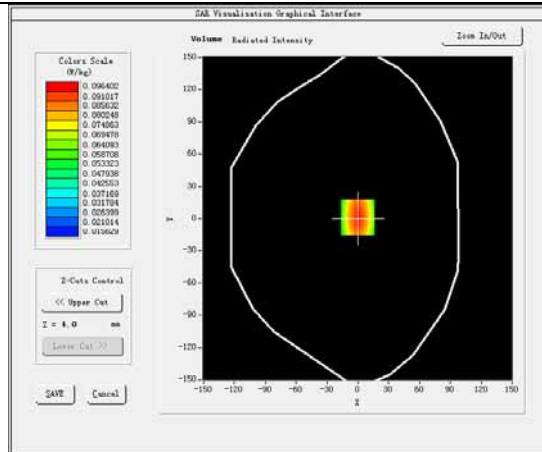 SAR Visualisation Graphical Interface
Volume Radiated Intensity
Zoom In/Out
Colors Scale
(W/kg)
0.096402
0.091017
0.085632
0.080248
0.074863
0.069478
0.064093
0.058708
0.053323
0.047938
0.042553
0.037169
0.031784
0.026399
0.021014
0.015629
150
120
90
60
30
0
-30
-60
-90
-120
-150
Y
-150 -120 -90 -60 -30 0 30 60 90 120 150
X
Z-Cuts Control
<< Upper Cut
Z = 4.0 mm
Lower Cut >>
SAVE Cancel